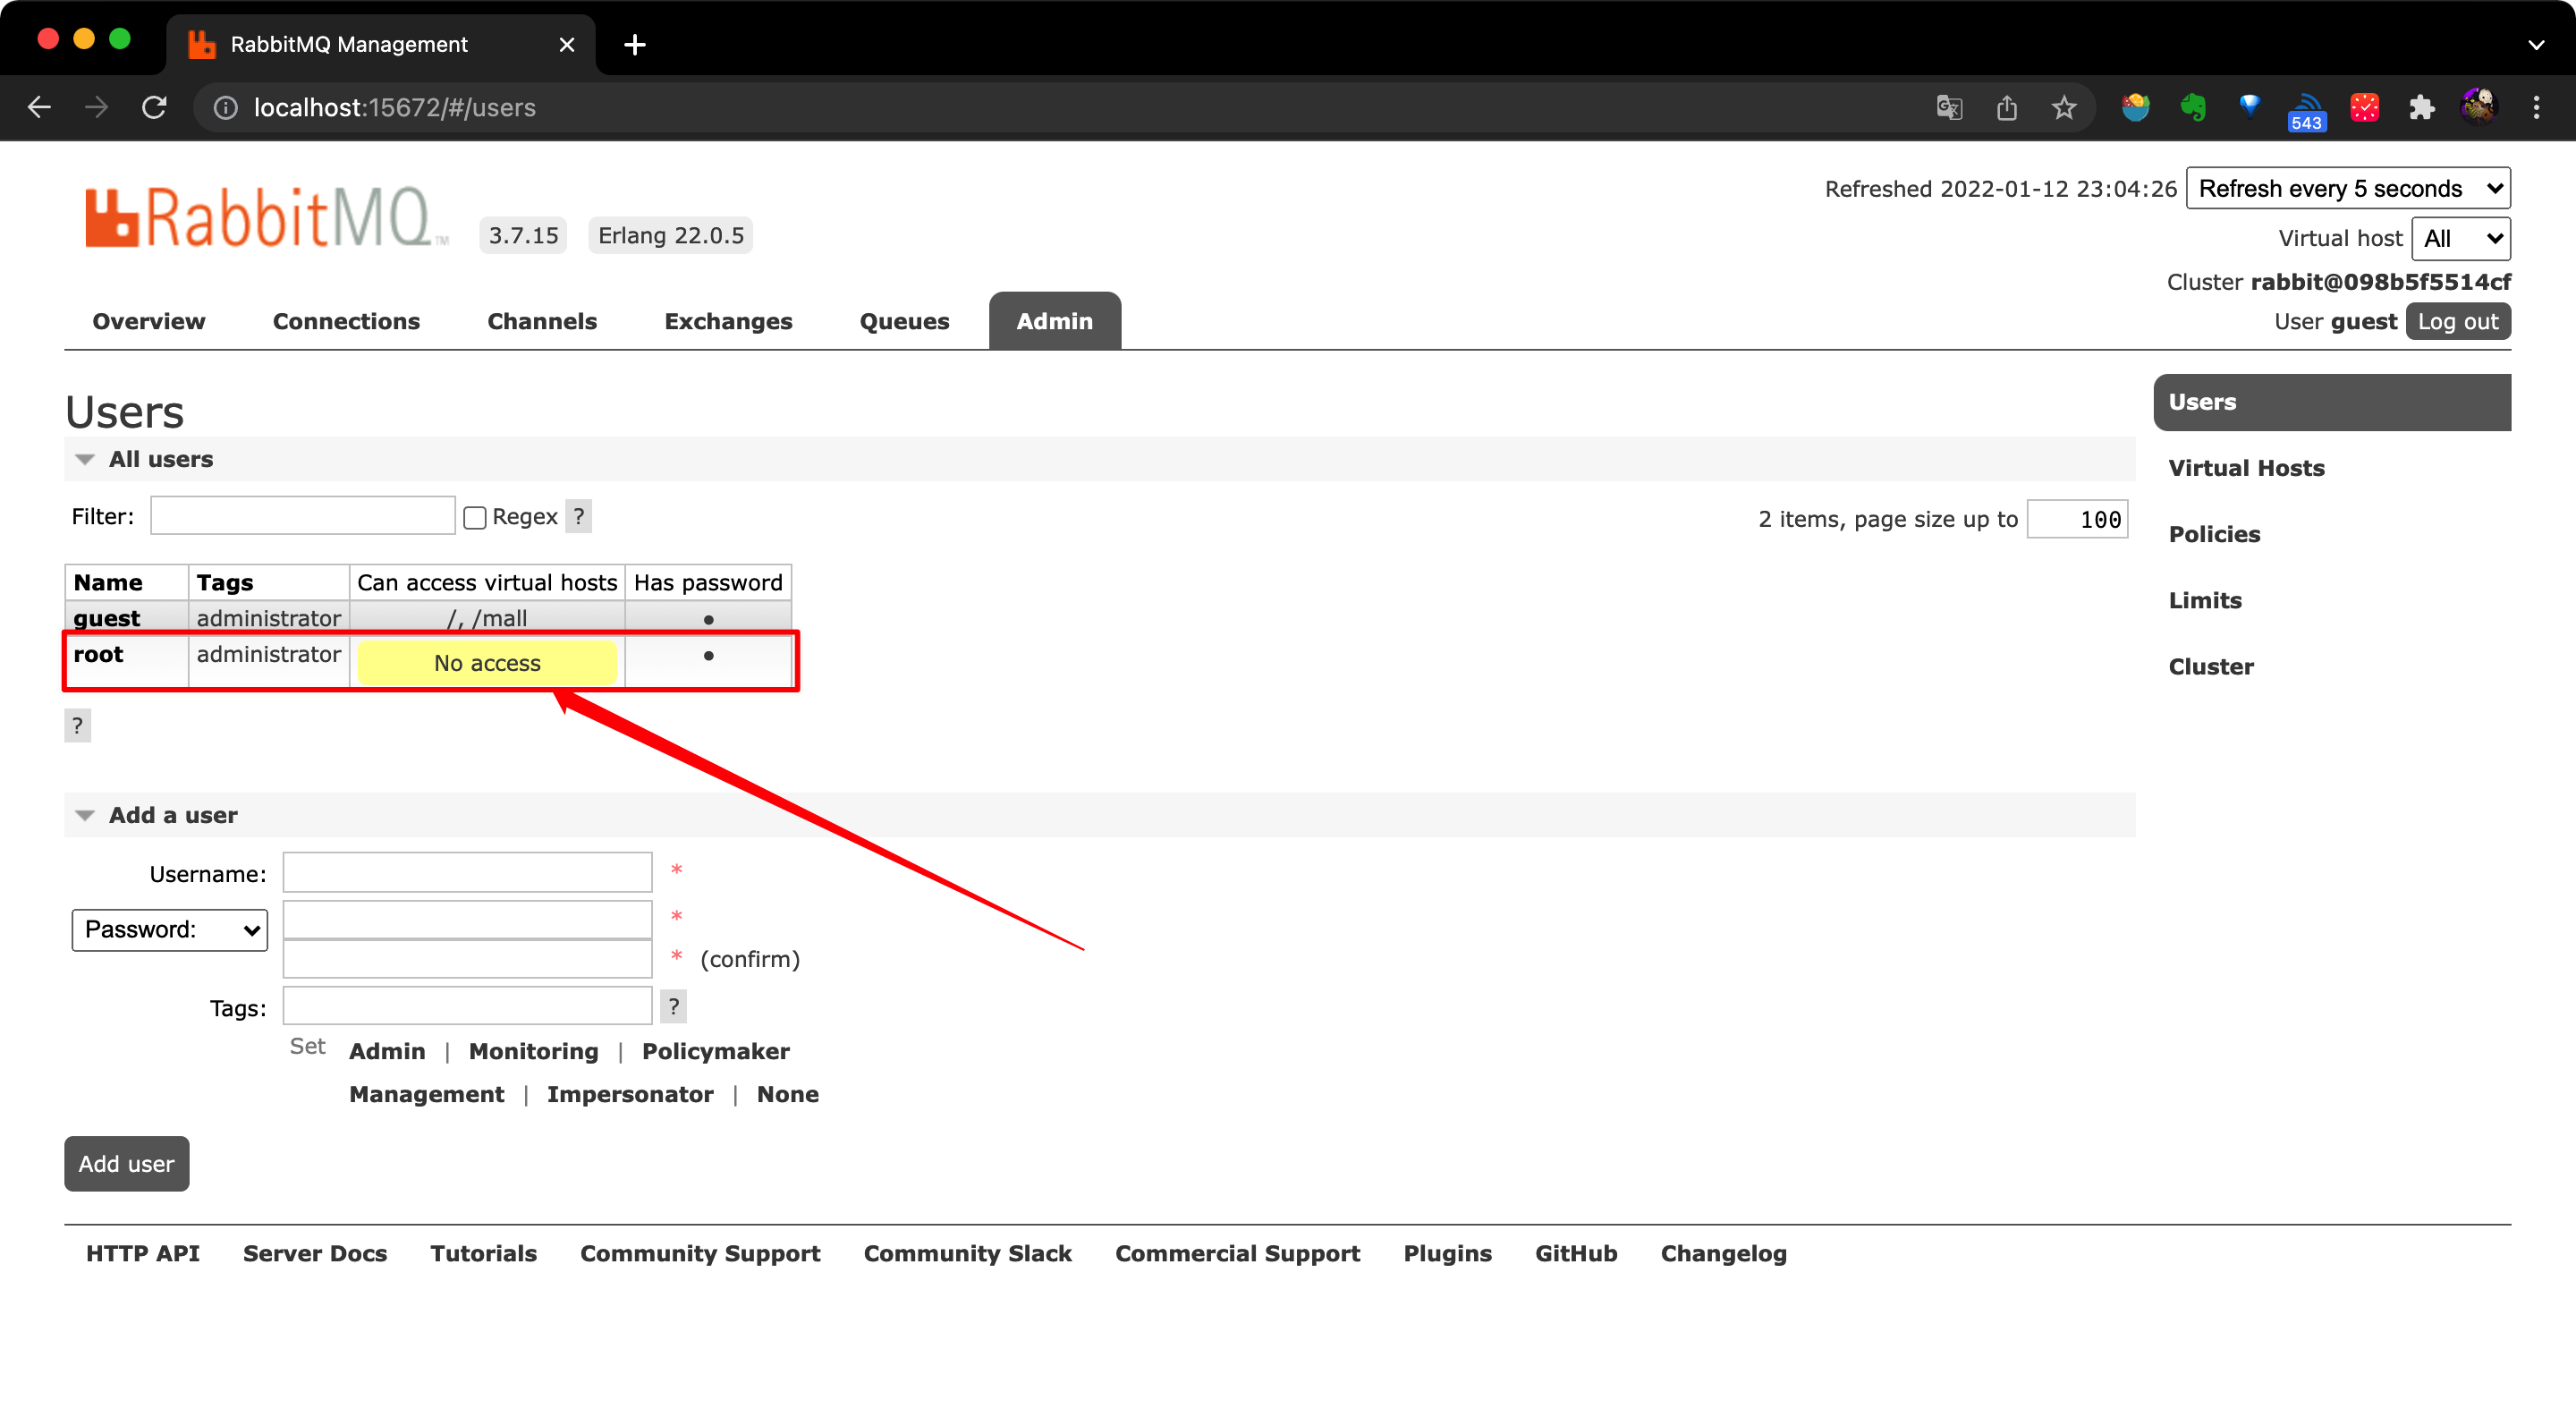 RabbitMQ Management
localhost:15672/#/users
543
RabbitMQ™
3.7.15
Erlang 22.0.5
Refreshed 2022-01-12 23:04:26
Refresh every 5 seconds
Virtual host All
Cluster rabbit@098b5f5514cf
User guest Log out
Overview Connections Channels Exchanges Queues Admin
Users
All users
Filter: Regex ?
2 items, page size up to 100
Name Tags Can access virtual hosts Has password
guest administrator /, /mall ●
root administrator No access ●
?
Add a user
Username: *
Password: *
* (confirm)
Tags: ?
Set Admin | Monitoring | Policymaker
Management | Impersonator | None
Add user
Users
Virtual Hosts
Policies
Limits
Cluster
HTTP API Server Docs Tutorials Community Support Community Slack Commercial Support Plugins GitHub Changelog